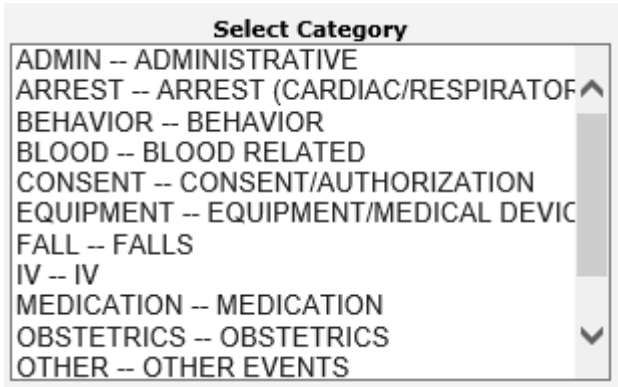 Select Category
ADMIN -- ADMINISTRATIVE
ARREST -- ARREST (CARDIAC/RESPIRATOR
BEHAVIOR -- BEHAVIOR
BLOOD -- BLOOD RELATED
CONSENT -- CONSENT/AUTHORIZATION
EQUIPMENT -- EQUIPMENT/MEDICAL DEVIC
FALL -- FALLS
IV -- IV
MEDICATION -- MEDICATION
OBSTETRICS -- OBSTETRICS
OTHER -- OTHER EVENTS